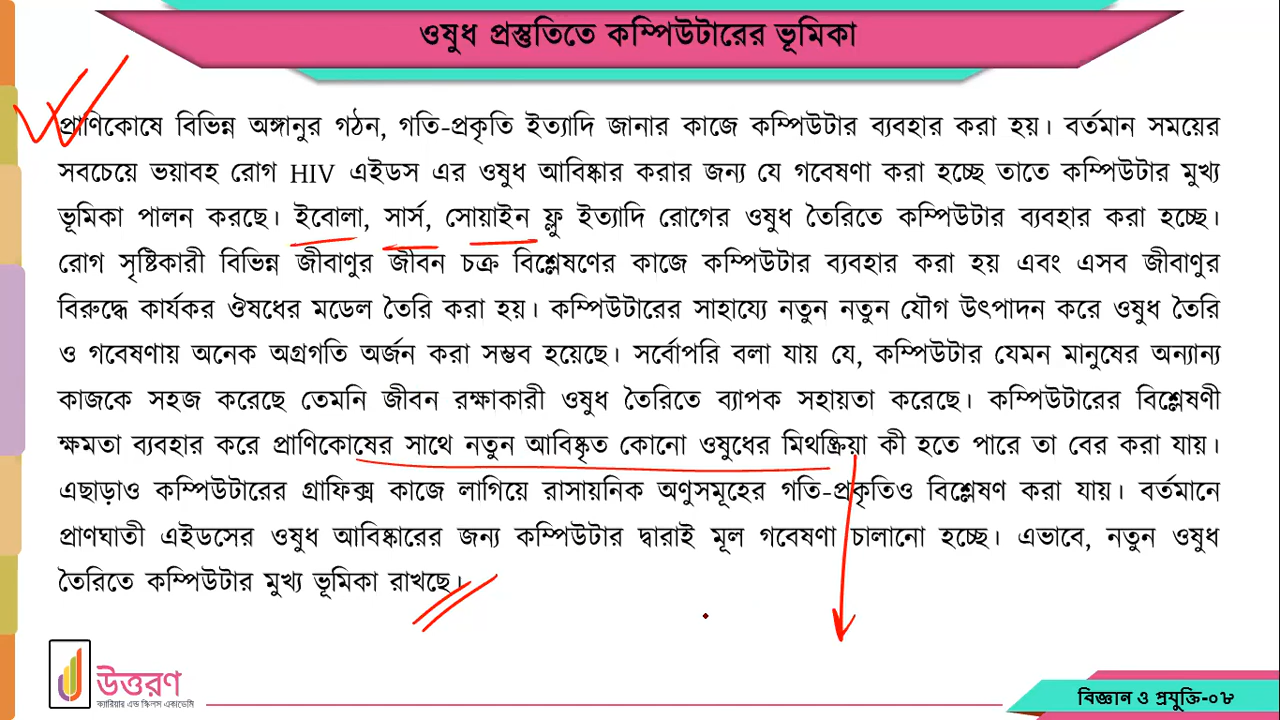 ওষুধ প্রস্তুতিতে কম্পিউটারের ভূমিকা
প্রাণিকোষে বিভিন্ন অঙ্গানুর গঠন, গতি-প্রকৃতি ইত্যাদি জানার কাজে কম্পিউটার ব্যবহার করা হয়। বর্তমান সময়ের
সবচেয়ে ভয়াবহ রোগ HIV এইডস এর ওষুধ আবিষ্কার করার জন্য যে গবেষণা করা হচ্ছে তাতে কম্পিউটার মুখ্য
ভূমিকা পালন করছে। ইবোলা, সার্স, সোয়াইন ফ্লু ইত্যাদি রোগের ওষুধ তৈরিতে কম্পিউটার ব্যবহার করা হচ্ছে।
রোগ সৃষ্টিকারী বিভিন্ন জীবাণুর জীবন চক্র বিশ্লেষণের কাজে কম্পিউটার ব্যবহার করা হয় এবং এসব জীবাণুর
বিরুদ্ধে কার্যকর ঔষধের মডেল তৈরি করা হয়। কম্পিউটারের সাহায্যে নতুন নতুন যৌগ উৎপাদন করে ওষুধ তৈরি
ও গবেষণায় অনেক অগ্রগতি অর্জন করা সম্ভব হয়েছে। সর্বোপরি বলা যায় যে, কম্পিউটার যেমন মানুষের অন্যান্য
কাজকে সহজ করেছে তেমনি জীবন রক্ষাকারী ওষুধ তৈরিতে ব্যাপক সহায়তা করেছে। কম্পিউটারের বিশ্লেষণী
ক্ষমতা ব্যবহার করে প্রাণিকোষের সাথে নতুন আবিষ্কৃত কোনো ওষুধের মিথষ্ক্রিয়া কী হতে পারে তা বের করা যায়।
এছাড়াও কম্পিউটারের গ্রাফিক্স কাজে লাগিয়ে রাসায়নিক অণুসমূহের গতি-প্রকৃতিও বিশ্লেষণ করা যায়। বর্তমানে
প্রাণঘাতী এইডসের ওষুধ আবিষ্কারের জন্য কম্পিউটার দ্বারাই মূল গবেষণা চালানো হচ্ছে। এভাবে, নতুন ওষুধ
তৈরিতে কম্পিউটার মুখ্য ভূমিকা রাখছে।
উত্তরণ
ক্যারিয়ার এন্ড স্কিলস একাডেমি
বিজ্ঞান ও প্রযুক্তি-০৮